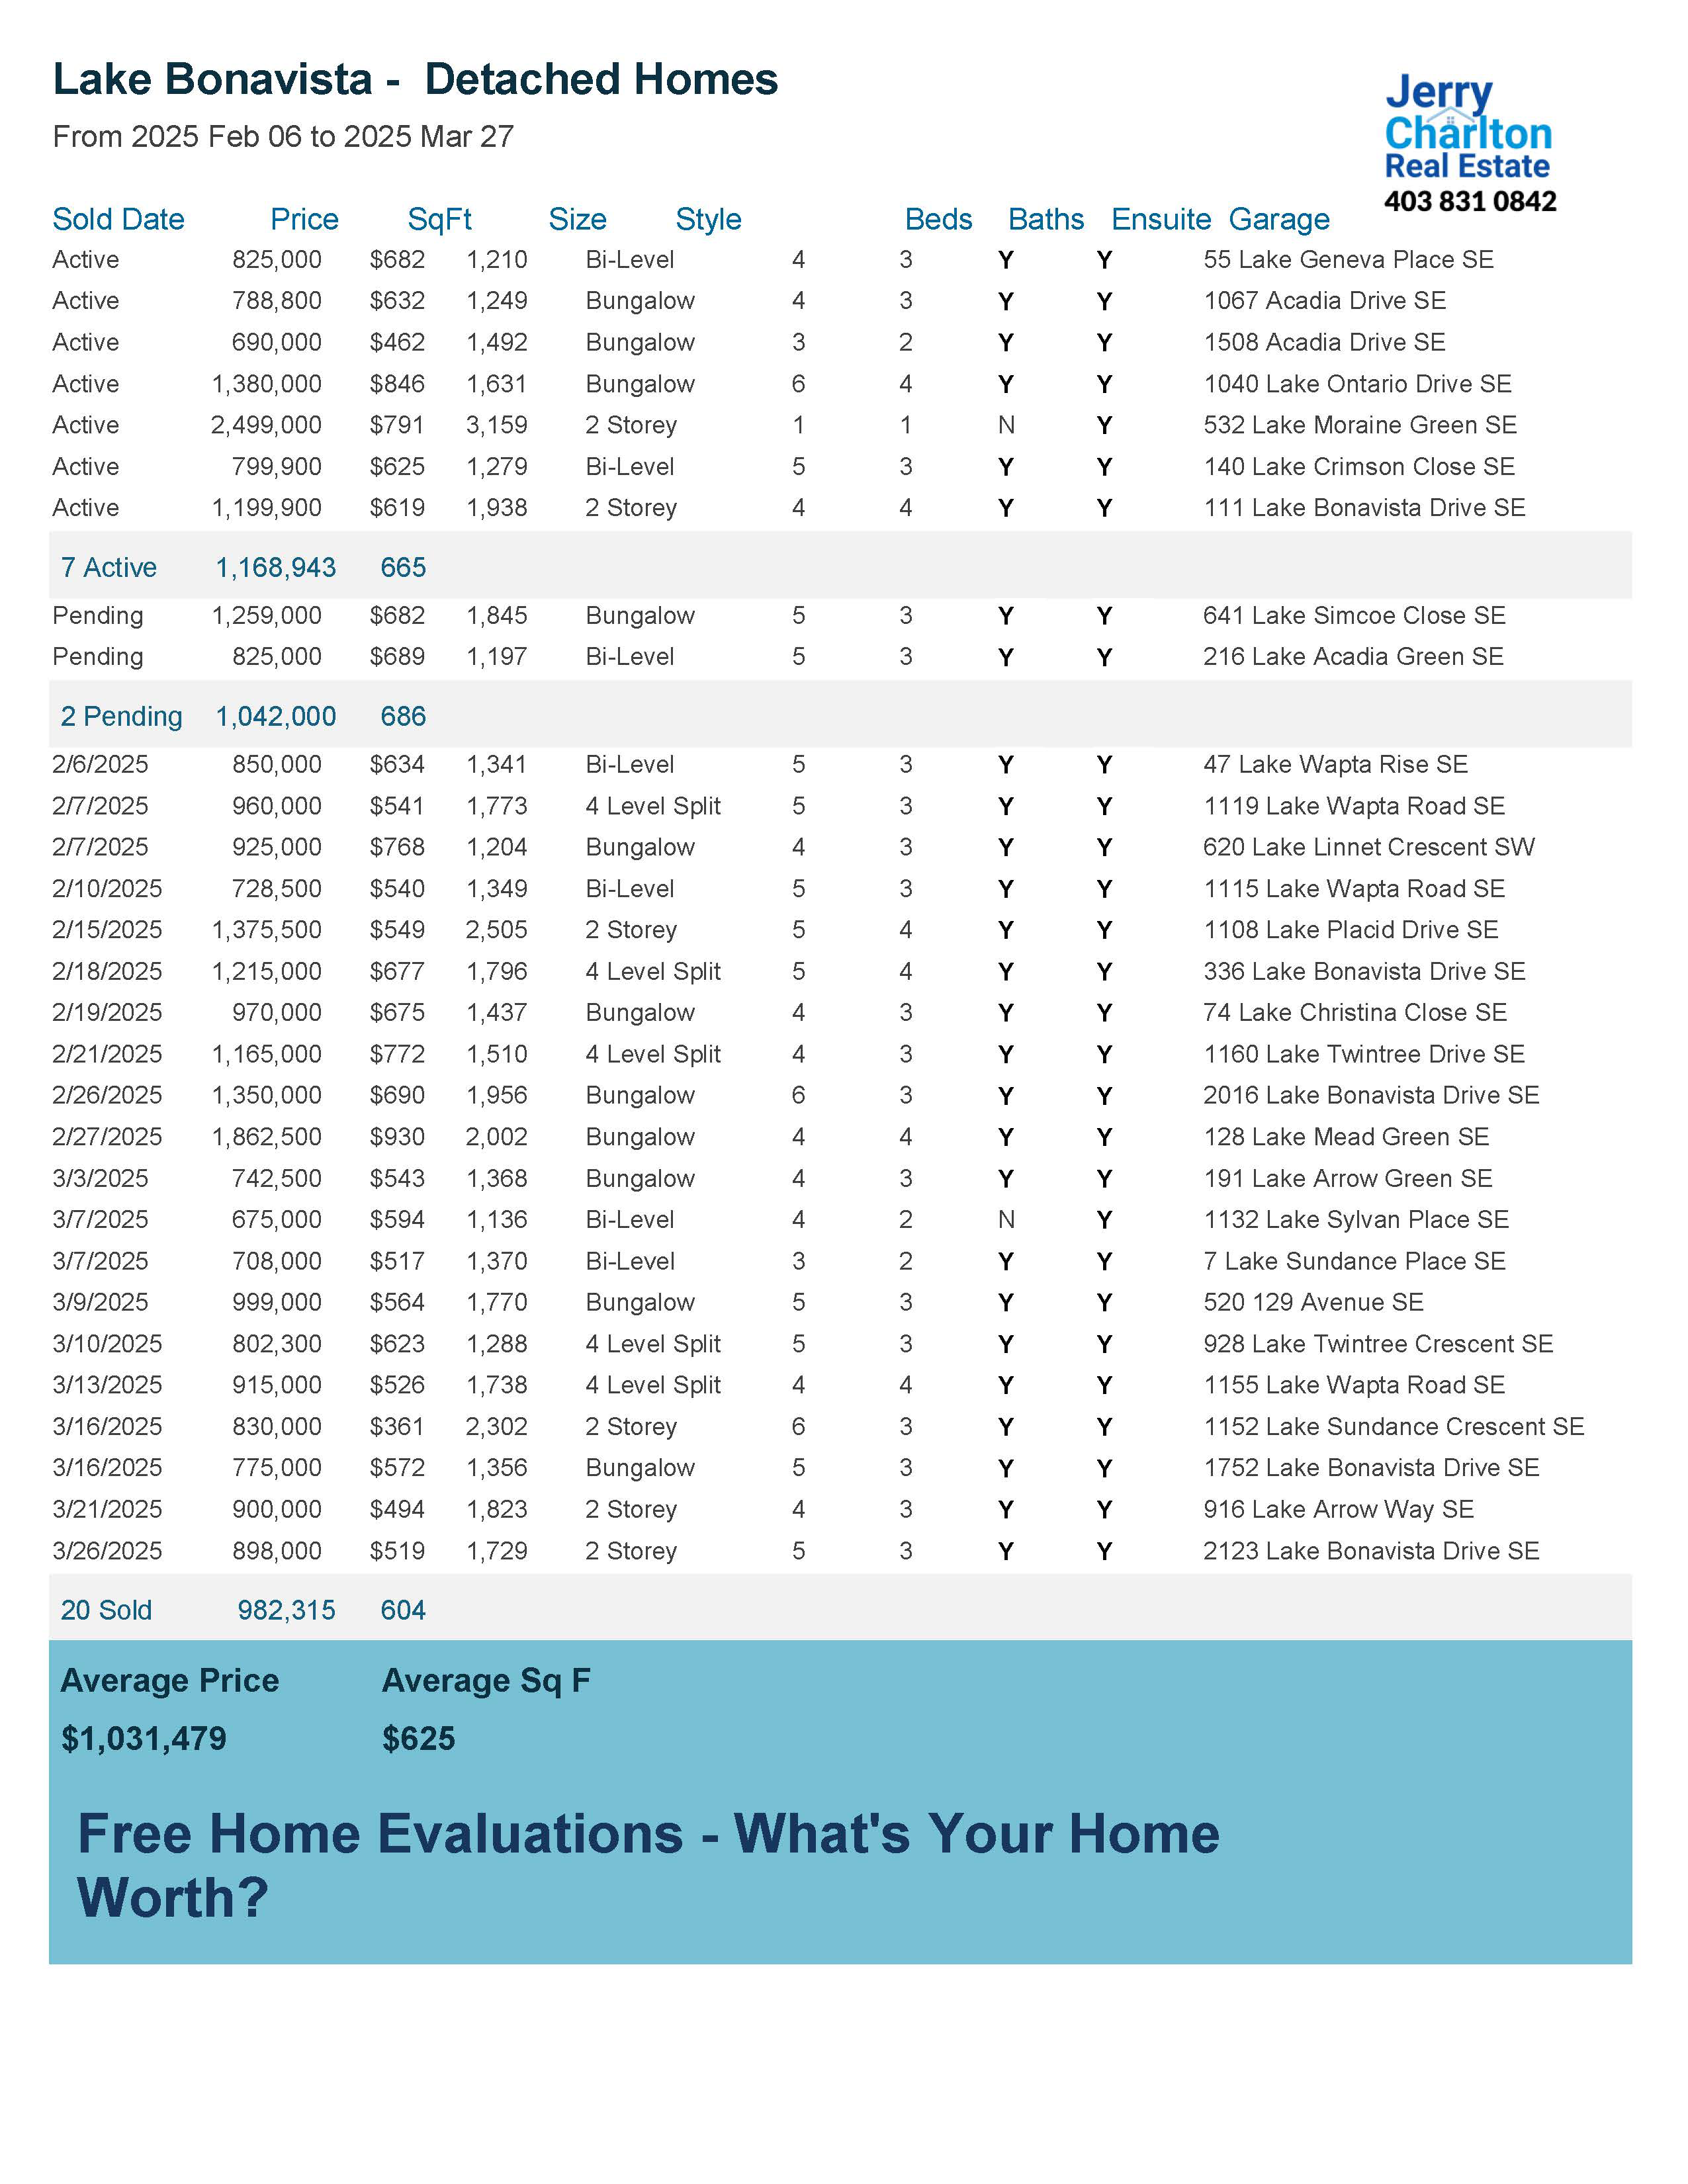 Lake Bonavista - Detached Homes
From 2025 Feb 06 to 2025 Mar 27
Jerry
Charlton
Real Estate
403 831 0842
Sold Date Price SqFt Size Style Beds Baths Ensuite Garage
Active 825,000 $682 1,210 Bi-Level 4 3 Y Y 55 Lake Geneva Place SE
Active 788,800 $632 1,249 Bungalow 4 3 Y Y 1067 Acadia Drive SE
Active 690,000 $462 1,492 Bungalow 3 2 Y Y 1508 Acadia Drive SE
Active 1,380,000 $846 1,631 Bungalow 6 4 Y Y 1040 Lake Ontario Drive SE
Active 2,499,000 $791 3,159 2 Storey 1 1 N Y 532 Lake Moraine Green SE
Active 799,900 $625 1,279 Bi-Level 5 3 Y Y 140 Lake Crimson Close SE
Active 1,199,900 $619 1,938 2 Storey 4 4 Y Y 111 Lake Bonavista Drive SE
7 Active 1,168,943 665
Pending 1,259,000 $682 1,845 Bungalow 5 3 Y Y 641 Lake Simcoe Close SE
Pending 825,000 $689 1,197 Bi-Level 5 3 Y Y 216 Lake Acadia Green SE
2 Pending 1,042,000 686
2/6/2025 850,000 $634 1,341 Bi-Level 5 3 Y Y 47 Lake Wapta Rise SE
2/7/2025 960,000 $541 1,773 4 Level Split 5 3 Y Y 1119 Lake Wapta Road SE
2/7/2025 925,000 $768 1,204 Bungalow 4 3 Y Y 620 Lake Linnet Crescent SW
2/10/2025 728,500 $540 1,349 Bi-Level 5 3 Y Y 1115 Lake Wapta Road SE
2/15/2025 1,375,500 $549 2,505 2 Storey 5 4 Y Y 1108 Lake Placid Drive SE
2/18/2025 1,215,000 $677 1,796 4 Level Split 5 4 Y Y 336 Lake Bonavista Drive SE
2/19/2025 970,000 $675 1,437 Bungalow 4 3 Y Y 74 Lake Christina Close SE
2/21/2025 1,165,000 $772 1,510 4 Level Split 4 3 Y Y 1160 Lake Twintree Drive SE
2/26/2025 1,350,000 $690 1,956 Bungalow 6 3 Y Y 2016 Lake Bonavista Drive SE
2/27/2025 1,862,500 $930 2,002 Bungalow 4 4 Y Y 128 Lake Mead Green SE
3/3/2025 742,500 $543 1,368 Bungalow 4 3 Y Y 191 Lake Arrow Green SE
3/7/2025 675,000 $594 1,136 Bi-Level 4 2 N Y 1132 Lake Sylvan Place SE
3/7/2025 708,000 $517 1,370 Bi-Level 3 2 Y Y 7 Lake Sundance Place SE
3/9/2025 999,000 $564 1,770 Bungalow 5 3 Y Y 520 129 Avenue SE
3/10/2025 802,300 $623 1,288 4 Level Split 5 3 Y Y 928 Lake Twintree Crescent SE
3/13/2025 915,000 $526 1,738 4 Level Split 4 4 Y Y 1155 Lake Wapta Road SE
3/16/2025 830,000 $361 2,302 2 Storey 6 3 Y Y 1152 Lake Sundance Crescent SE
3/16/2025 775,000 $572 1,356 Bungalow 5 3 Y Y 1752 Lake Bonavista Drive SE
3/21/2025 900,000 $494 1,823 2 Storey 4 3 Y Y 916 Lake Arrow Way SE
3/26/2025 898,000 $519 1,729 2 Storey 5 3 Y Y 2123 Lake Bonavista Drive SE
20 Sold 982,315 604
Average Price Average Sq F
$1,031,479 $625
Free Home Evaluations - What's Your Home
Worth?